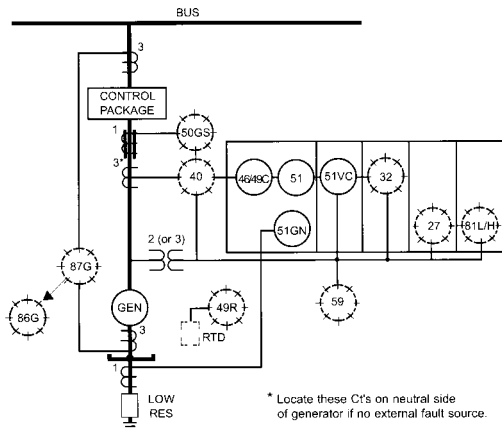 BUS
3
CONTROL
PACKAGE
1
50GS
3*
40
46/49C
51
51VC
32
51GN
27
81L/H
2 (or 3)
87G
59
86G
GEN
49R
3
RTD
1
LOW
RES
* Locate these Ct's on neutral side
of generator if no external fault source.